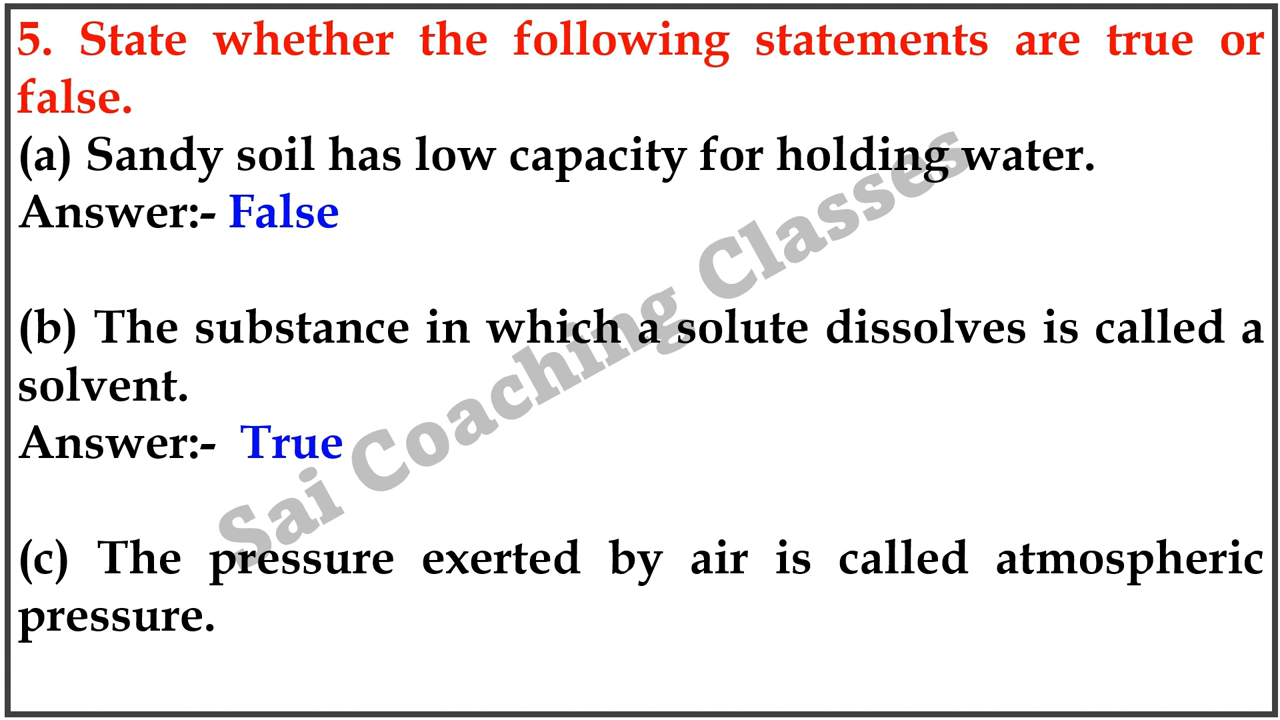 5. State whether the following statements are true or
false.
(a) Sandy soil has low capacity for holding water.
Answer:- False
(b) The substance in which a solute dissolves is called a
solvent.
Answer:- True
(c) The pressure exerted by air is called atmospheric
pressure.
Sai Coaching Classes